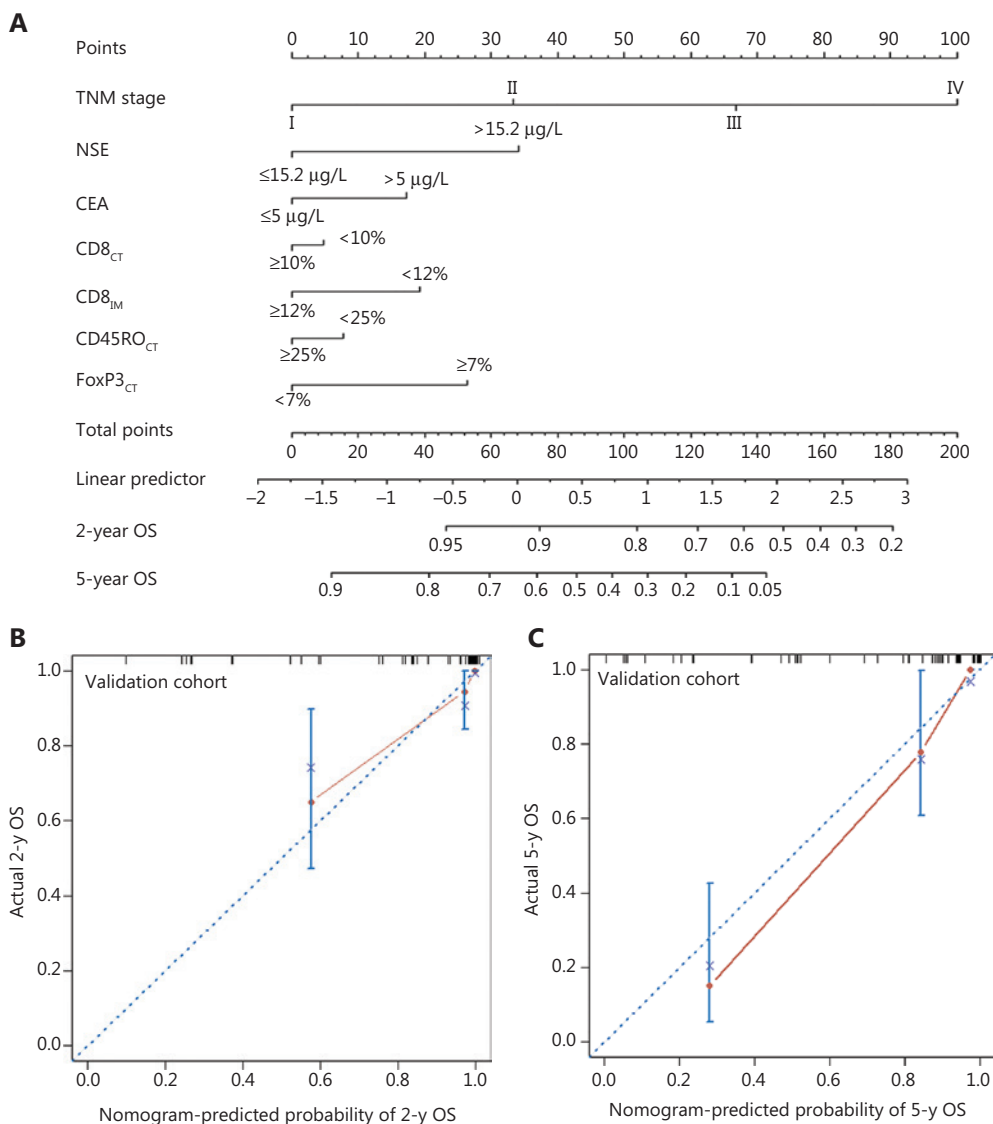 A
Points 0 10 20 30 40 50 60 70 80 90 100
TNM stage I II III IV
NSE ≤15.2 μg/L >15.2 μg/L
CEA ≤5 μg/L >5 μg/L
CD8CT ≥10% <10%
CD8IM ≥12% <12%
CD45ROCT ≥25% <25%
FoxP3CT <7% ≥7%
Total points 0 20 40 60 80 100 120 140 160 180 200
Linear predictor −2 −1.5 −1 −0.5 0 0.5 1 1.5 2 2.5 3
2-year OS 0.95 0.9 0.8 0.7 0.6 0.5 0.4 0.3 0.2
5-year OS 0.9 0.8 0.7 0.6 0.5 0.4 0.3 0.2 0.1 0.05
B
Validation cohort
Actual 2-y OS
1.0
0.8
0.6
0.4
0.2
0.0
0.0 0.2 0.4 0.6 0.8 1.0
Nomogram-predicted probability of 2-y OS
C
Validation cohort
Actual 5-y OS
1.0
0.8
0.6
0.4
0.2
0.0
0.0 0.2 0.4 0.6 0.8 1.0
Nomogram-predicted probability of 5-y OS